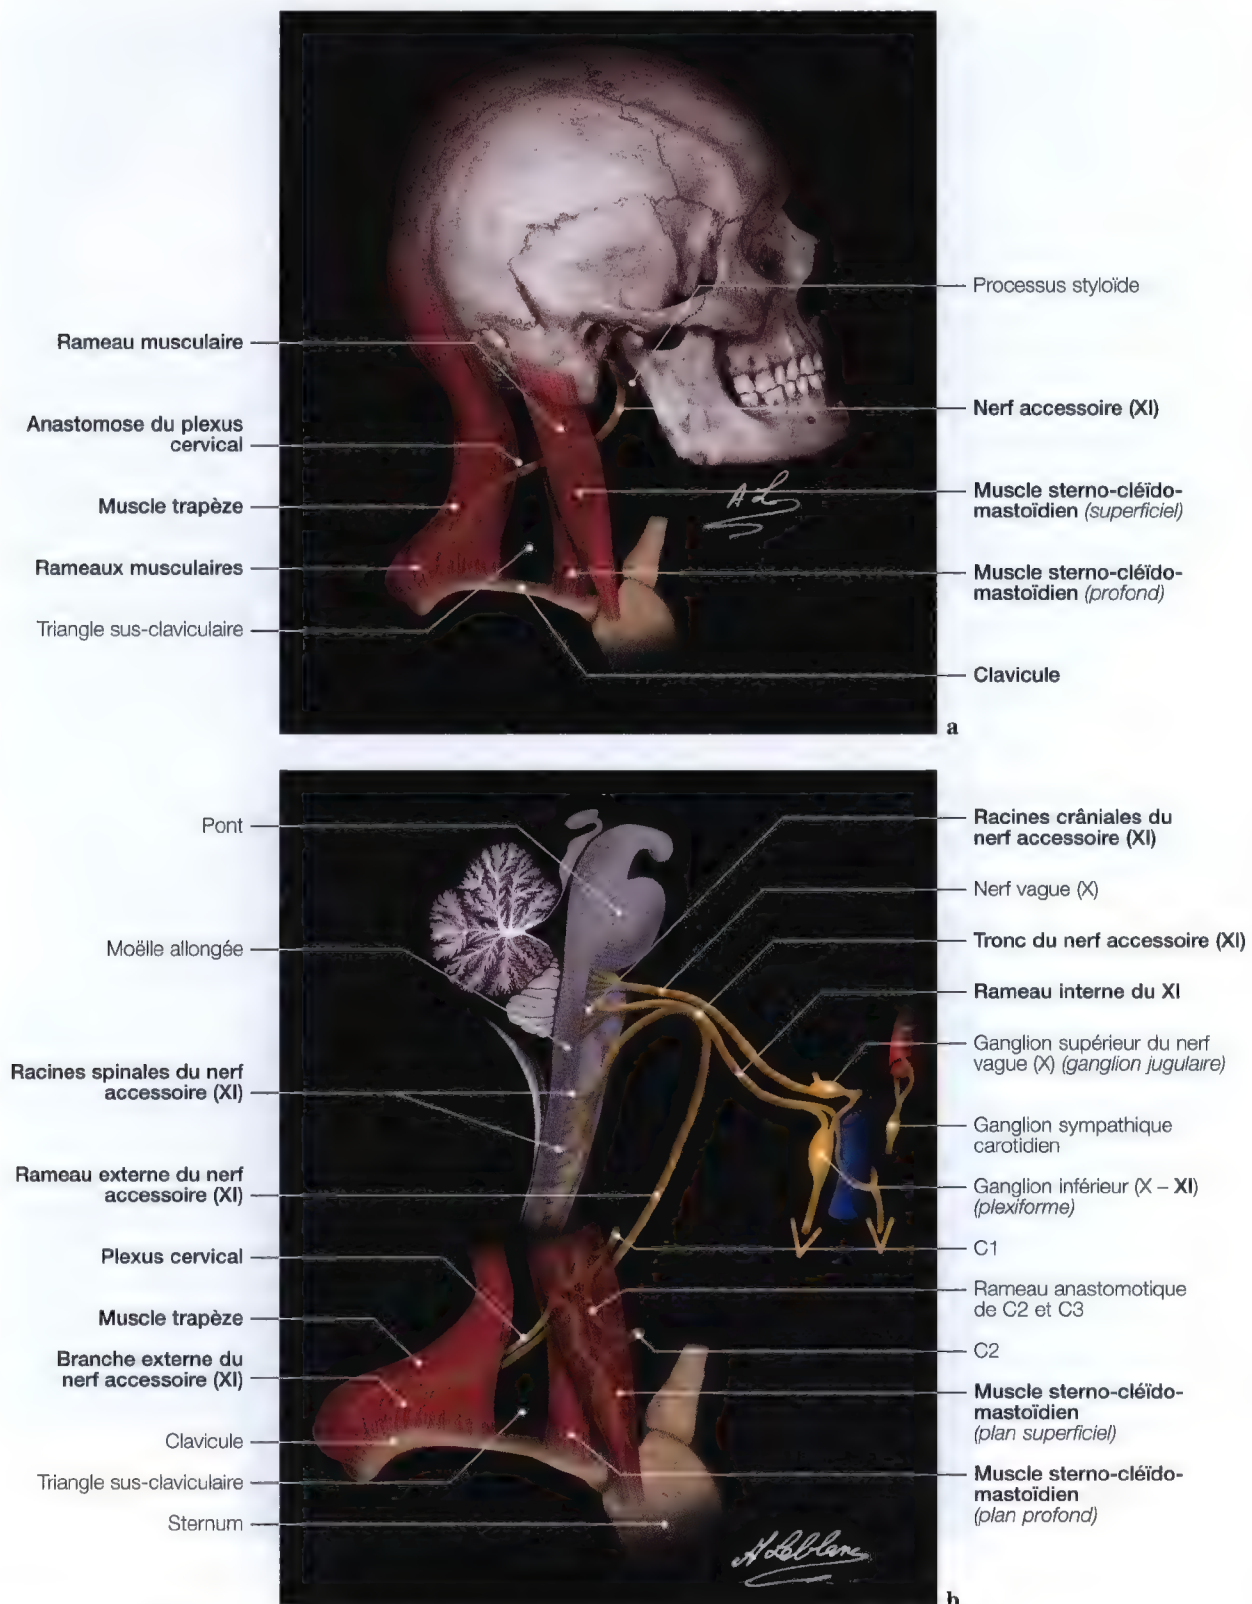 Rameau musculaire
Anastomose du plexus
cervical
Muscle trapèze
Rameaux musculaires
Triangle sus-claviculaire
Processus styloïde
Nerf accessoire (XI)
Muscle sterno-cléïdo-
mastoïdien (superficiel)
Muscle sterno-cléïdo-
mastoïdien (profond)
Clavicule
A L
a
Pont
Moëlle allongée
Racines spinales du nerf
accessoire (XI)
Rameau externe du nerf
accessoire (XI)
Plexus cervical
Muscle trapèze
Branche externe du
nerf accessoire (XI)
Clavicule
Triangle sus-claviculaire
Sternum
Racines crâniales du
nerf accessoire (XI)
Nerf vague (X)
Tronc du nerf accessoire (XI)
Rameau interne du XI
Ganglion supérieur du nerf
vague (X) (ganglion jugulaire)
Ganglion sympathique
carotidien
Ganglion inférieur (X – XI)
(plexiforme)
C1
Rameau anastomotique
de C2 et C3
C2
Muscle sterno-cléïdo-
mastoïdien
(plan superficiel)
Muscle sterno-cléïdo-
mastoïdien
(plan profond)
A Leblanc
b